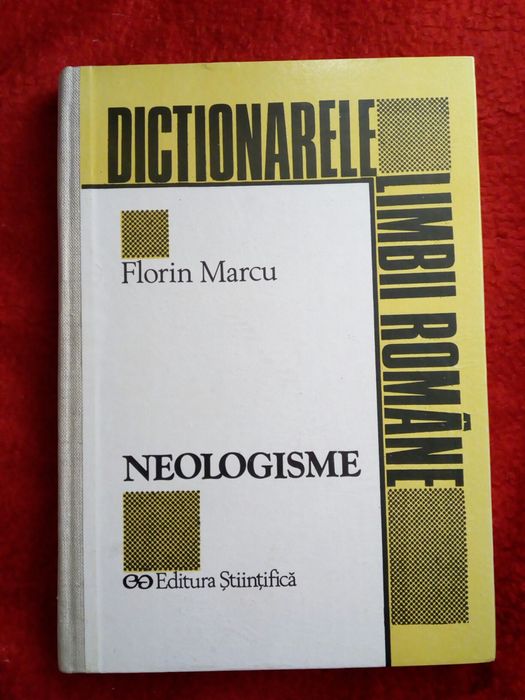 DICTIONARELE
LIMBII ROMÂNE
Florin Marcu
NEOLOGISME
Editura Științifică